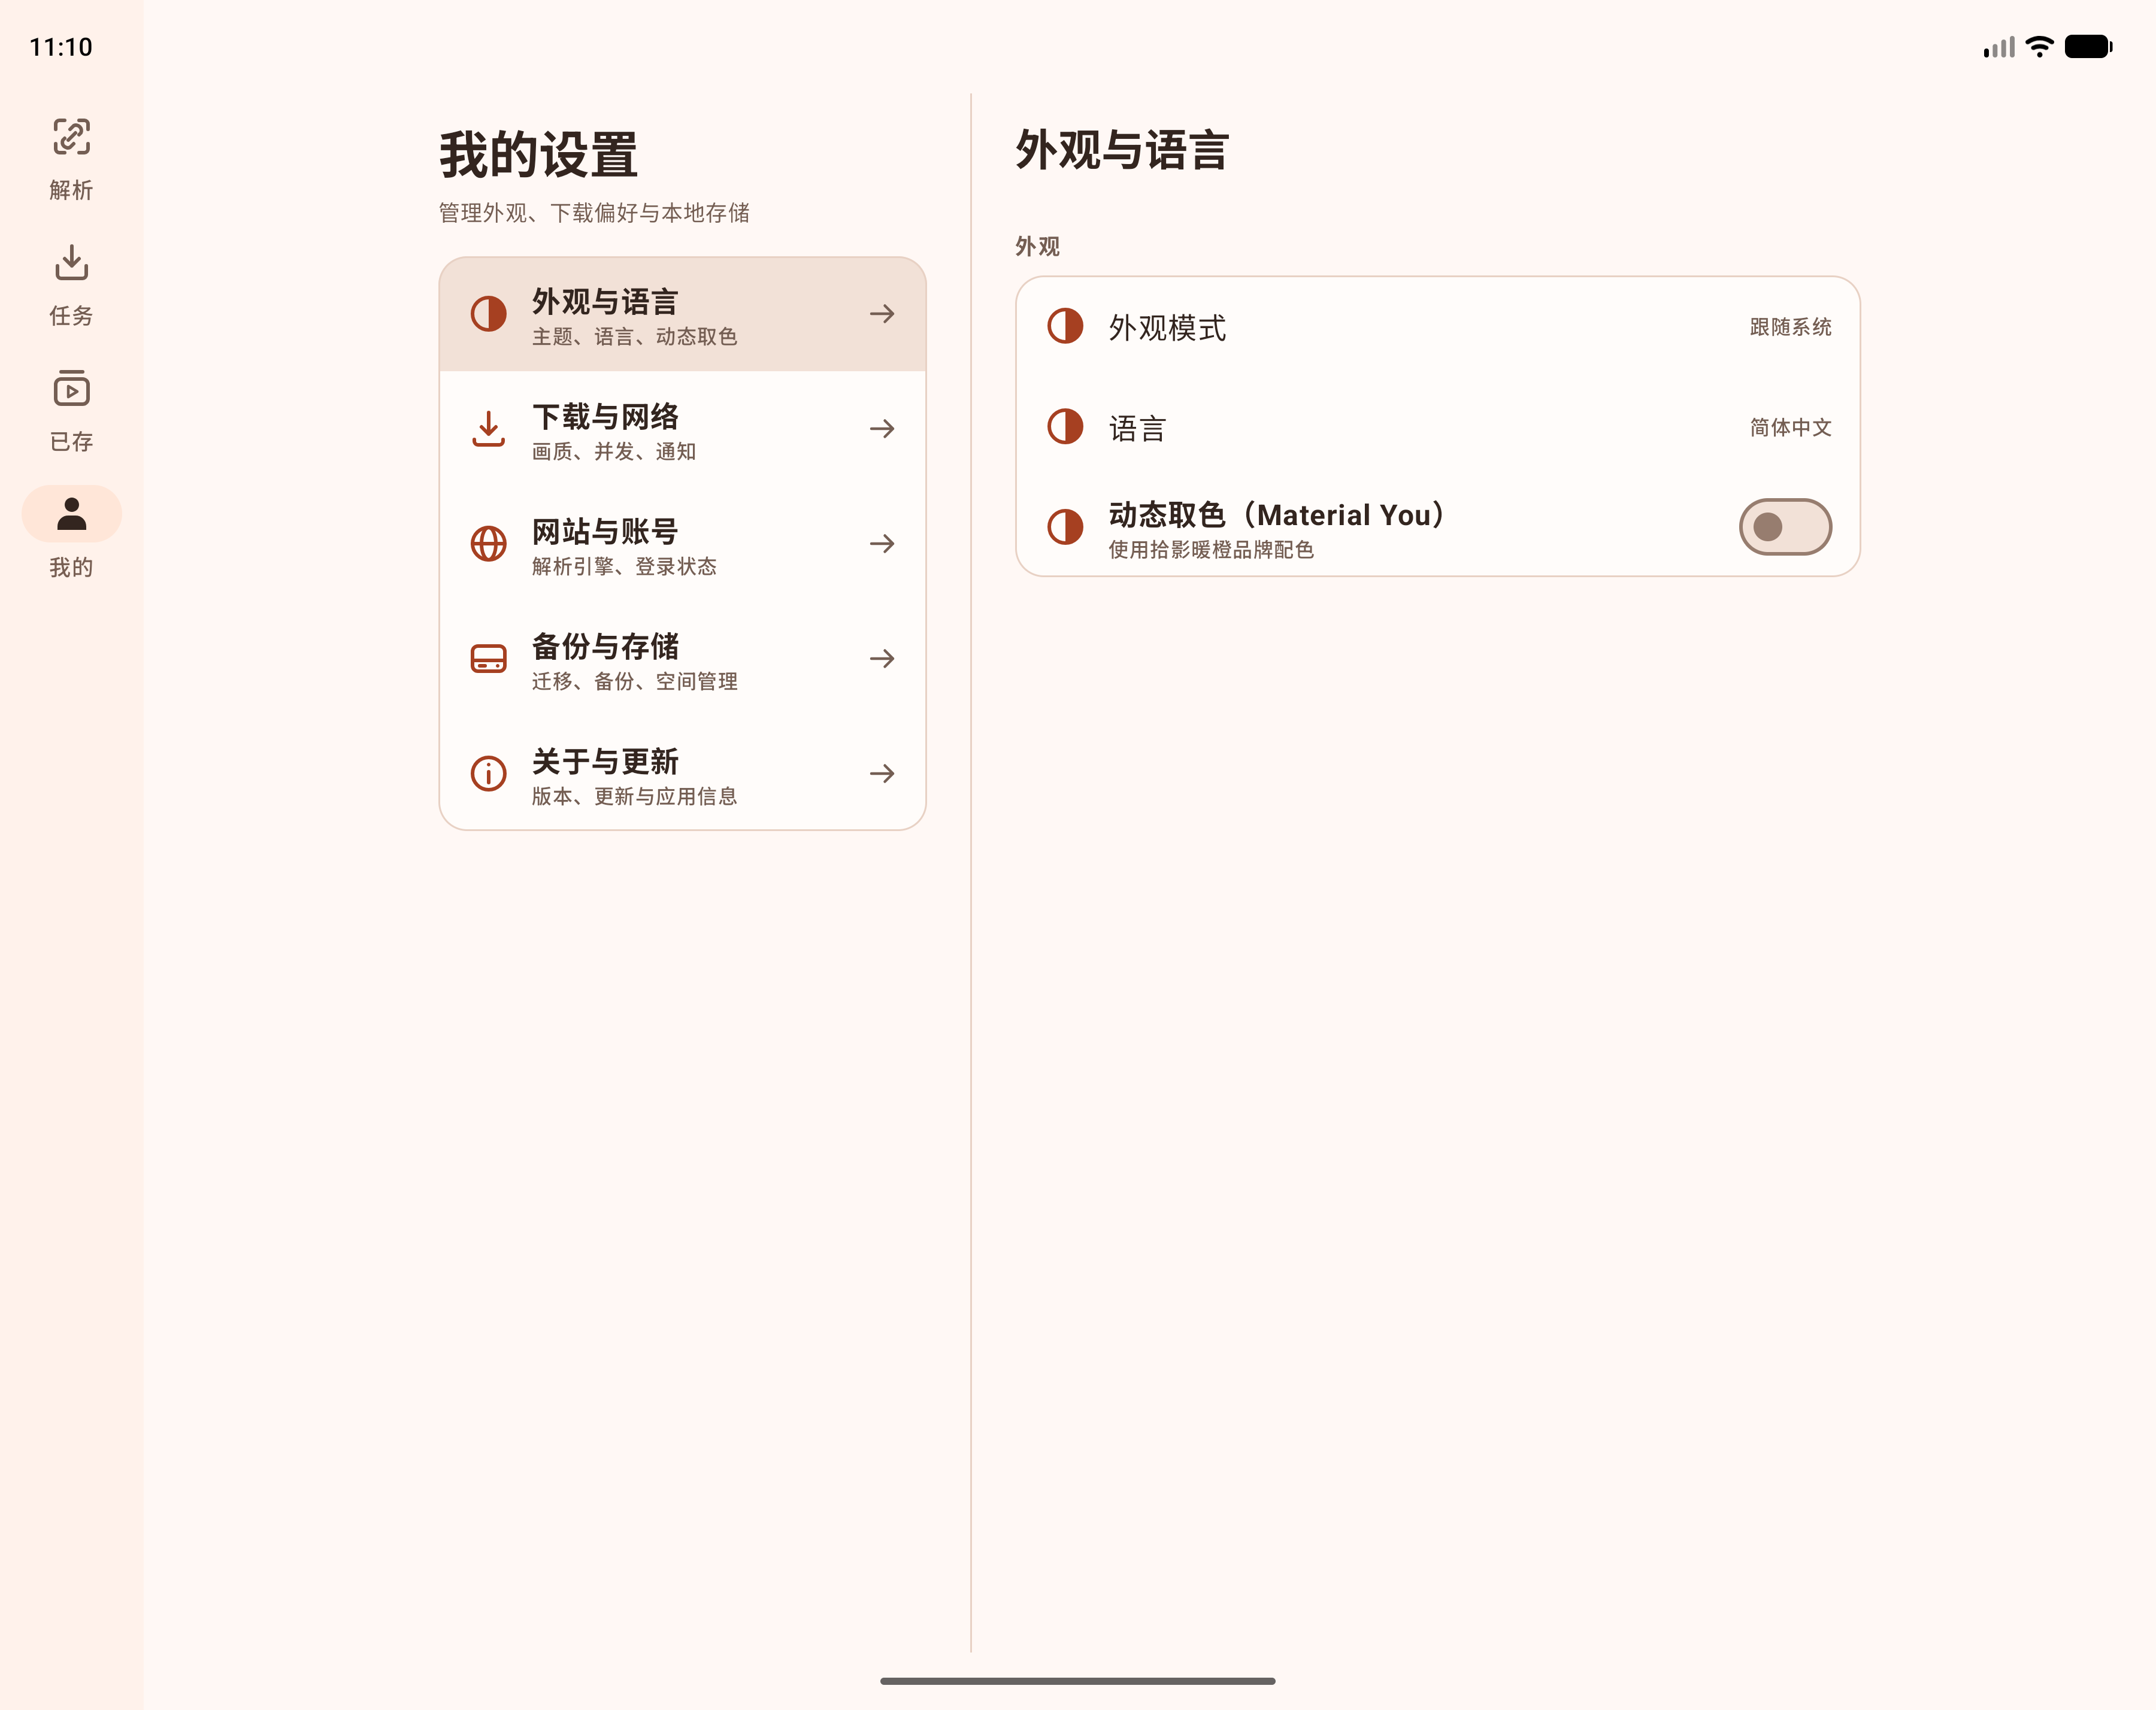 11:10
解析
任务
已存
我的
我的设置
管理外观、下载偏好与本地存储
外观与语言
主题、语言、动态取色
下载与网络
画质、并发、通知
网站与账号
解析引擎、登录状态
备份与存储
迁移、备份、空间管理
关于与更新
版本、更新与应用信息
外观与语言
外观
外观模式
跟随系统
语言
简体中文
动态取色（Material You）
使用拾影暖橙品牌配色